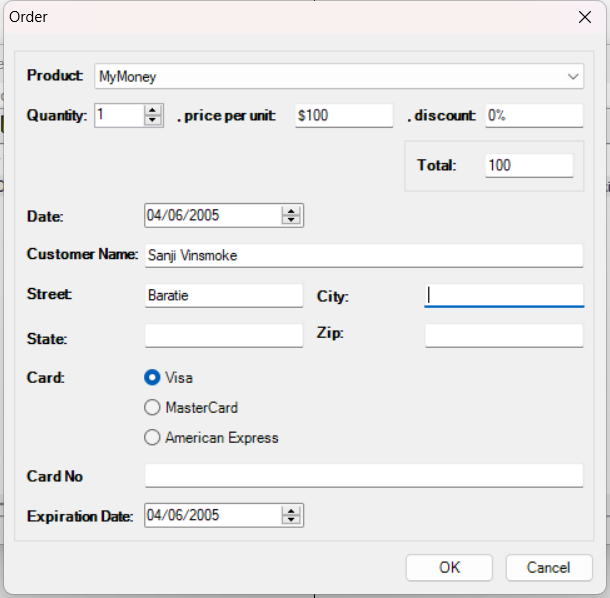 Order
Product: MyMoney
Quantity: 1 . price per unit: $100 . discount: 0%
Total: 100
Date: 04/06/2005
Customer Name: Sanji Vinsmoke
Street: Baratie City:
State: Zip:
Card: Visa
MasterCard
American Express
Card No
Expiration Date: 04/06/2005
OK Cancel